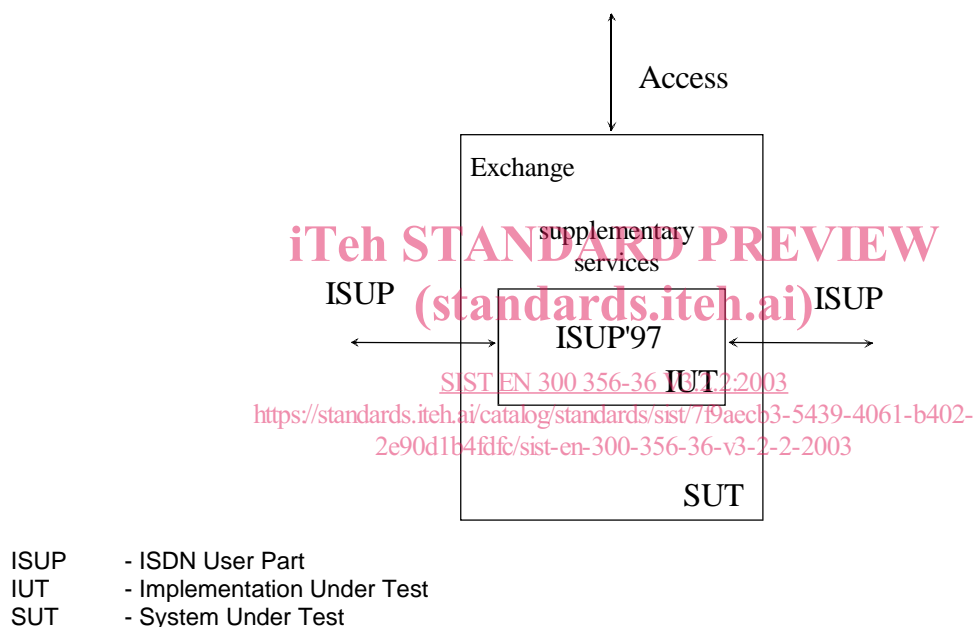 Access
Exchange
supplementary
services
iTeh STANDARD PREVIEW
(standards.iteh.ai)
ISUP
ISUP
ISUP'97
IUT
SIST EN 300 356-36 V3.2.2:2003
https://standards.iteh.ai/catalog/standards/sist/7f9aecb3-5439-4061-b402-
2e90d1b4fdfc/sist-en-300-356-36-v3-2-2-2003
SUT
ISUP - ISDN User Part
IUT - Implementation Under Test
SUT - System Under Test